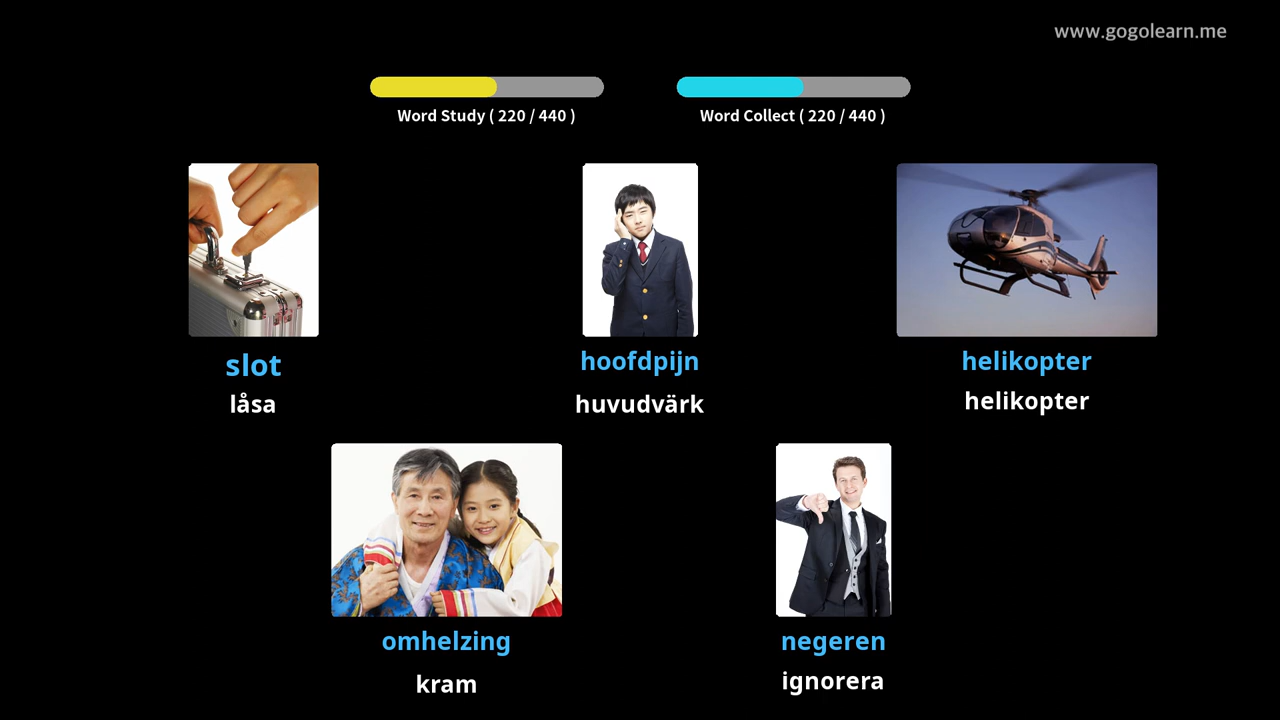 www.gogolearn.me
Word Study ( 220 / 440 )
Word Collect ( 220 / 440 )
slot
låsa
hoofdpijn
huvudvärk
helikopter
helikopter
omhelzing
kram
negeren
ignorera